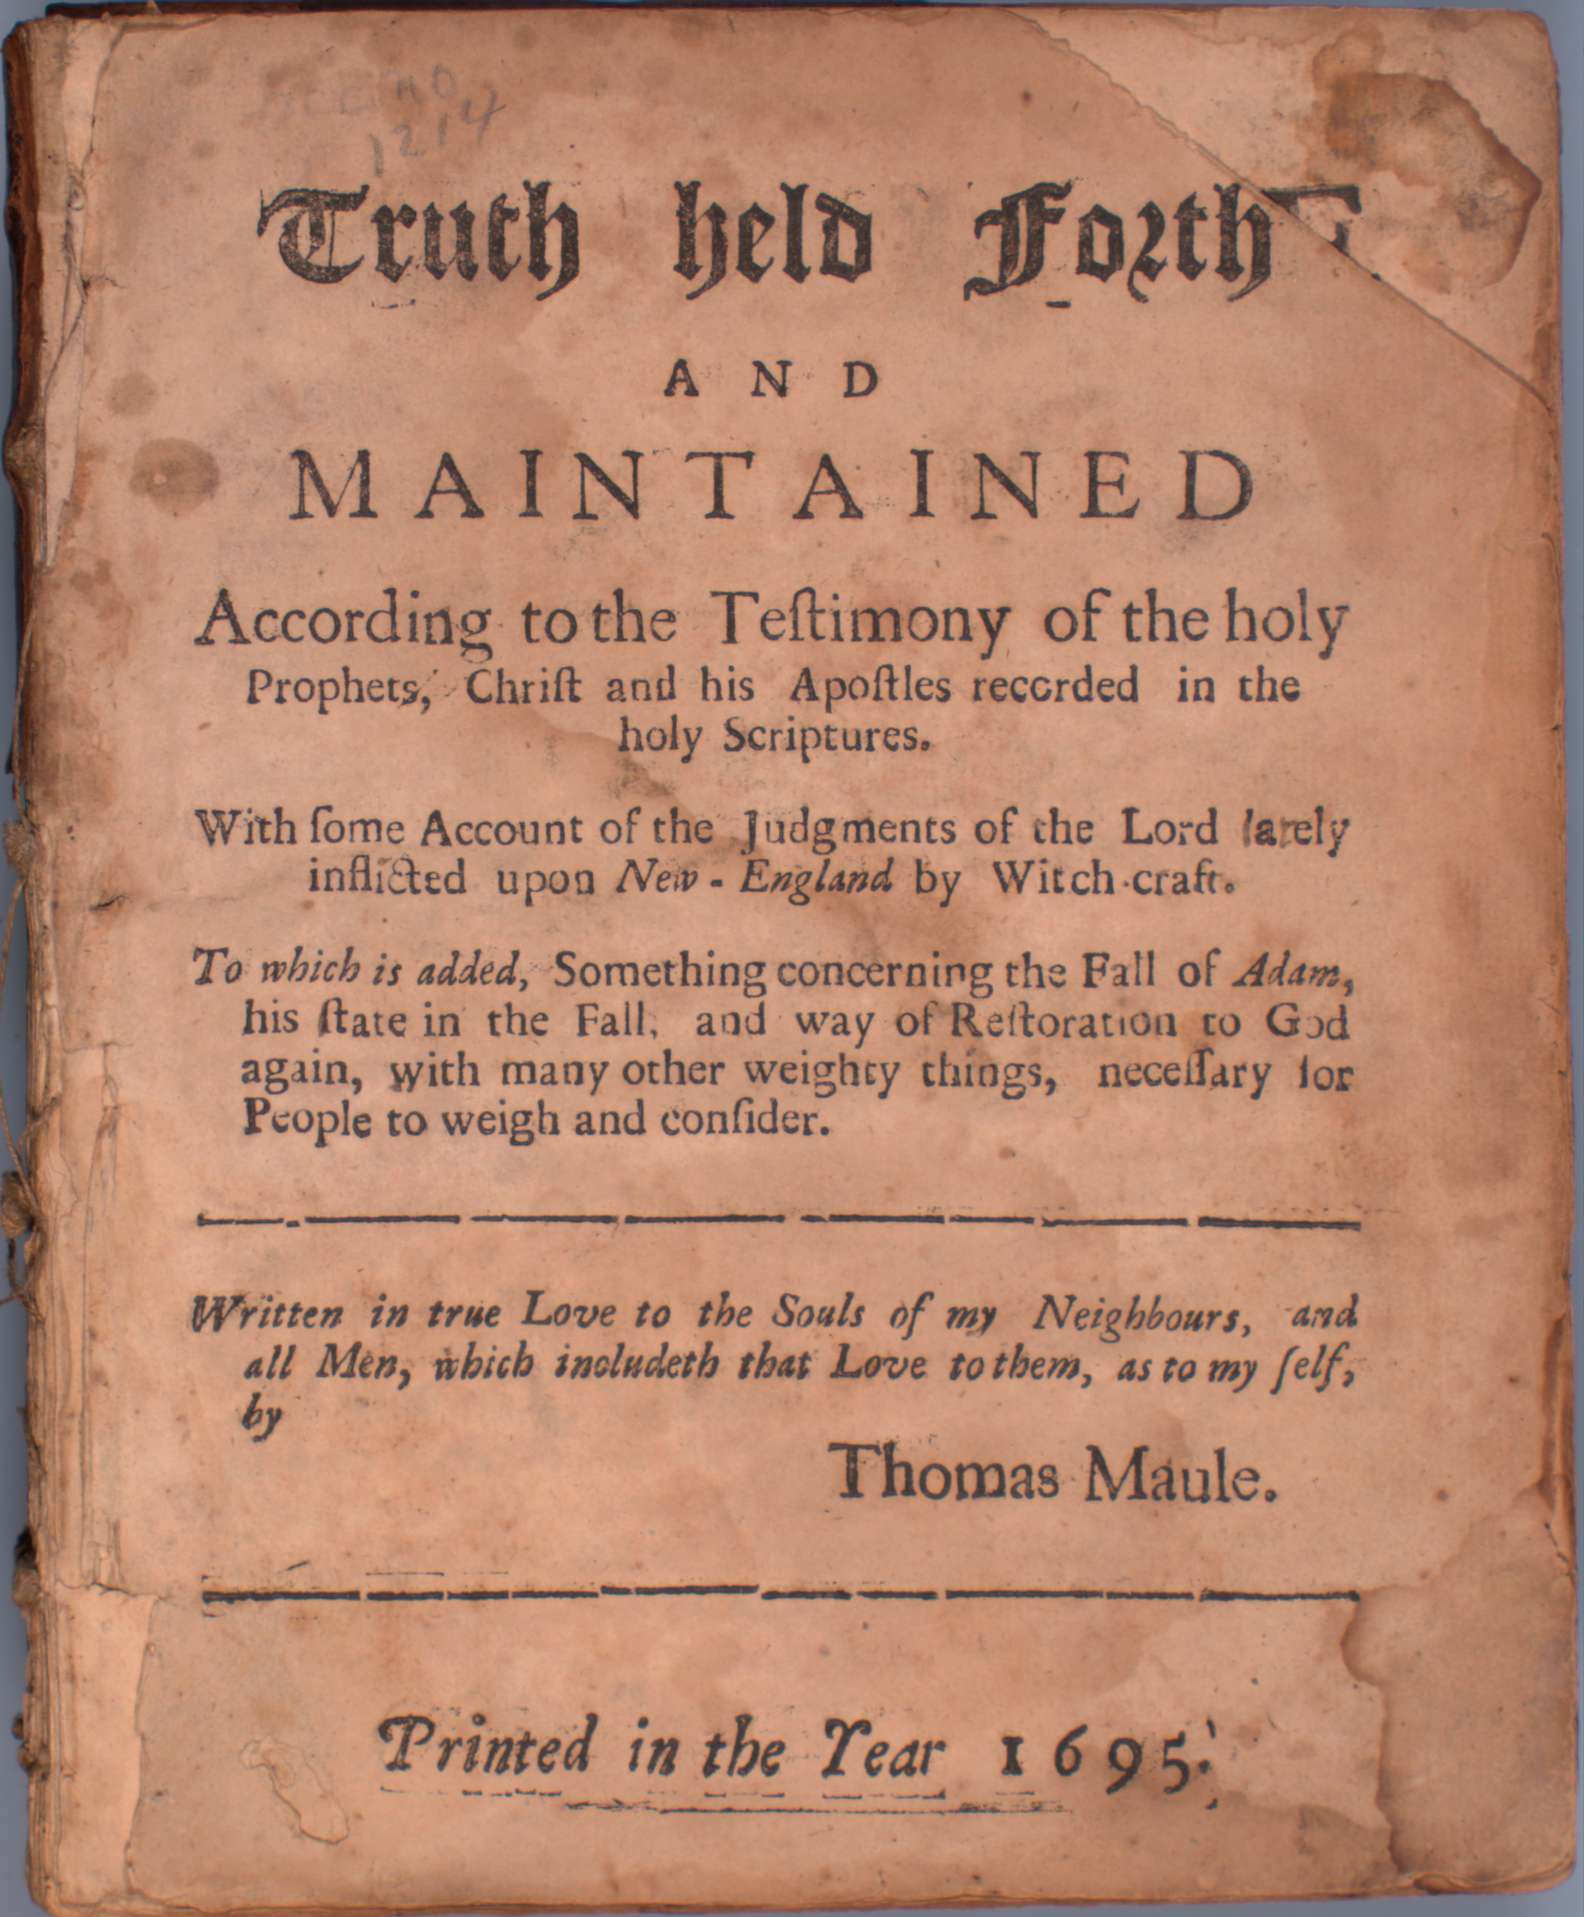 1214
Truth held Forth
AND
MAINTAINED
According to the Teſtimony of the holy
Prophets, Chriſt and his Apoſtles recorded in the
holy Scriptures.
With ſome Account of the Judgments of the Lord lately
inflicted upon New-England by Witch-craft.
To which is added, Something concerning the Fall of Adam,
his ſtate in the Fall, and way of Reſtoration to God
again, with many other weighty things, neceſſary for
People to weigh and conſider.
Written in true Love to the Souls of my Neighbours, and
all Men, which includeth that Love to them, as to my ſelf,
by
Thomas Maule.
Printed in the Year 1695.